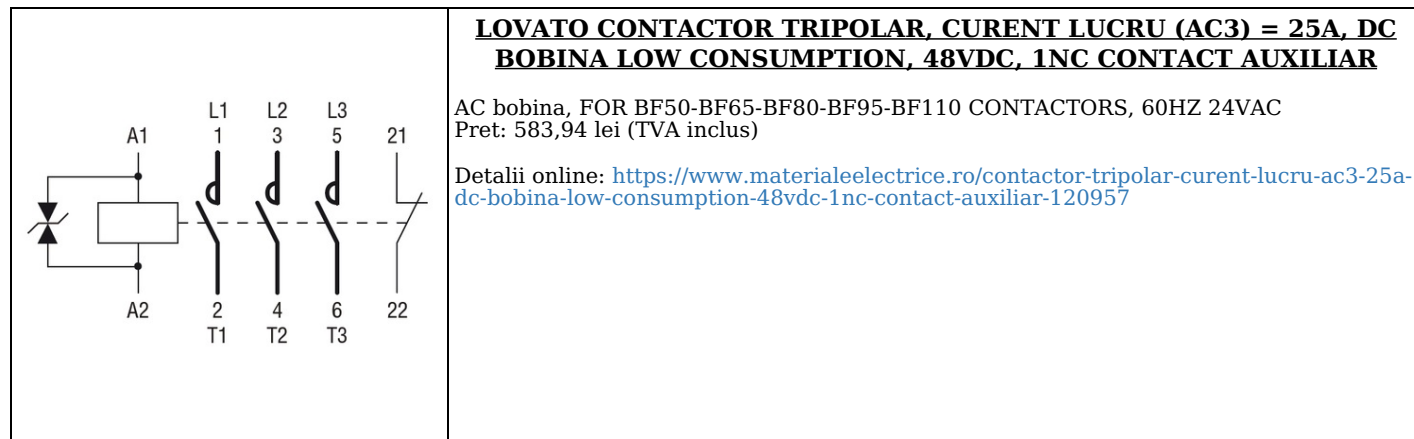 L1 L2 L3
A1 1 3 5 21
A2 2 4 6 22
T1 T2 T3
LOVATO CONTACTOR TRIPOLAR, CURENT LUCRU (AC3) = 25A, DC
BOBINA LOW CONSUMPTION, 48VDC, 1NC CONTACT AUXILIAR
AC bobina, FOR BF50-BF65-BF80-BF95-BF110 CONTACTORS, 60HZ 24VAC
Pret: 583,94 lei (TVA inclus)
Detalii online: https://www.materialeelectrice.ro/contactor-tripolar-curent-lucru-ac3-25a-
dc-bobina-low-consumption-48vdc-1nc-contact-auxiliar-120957